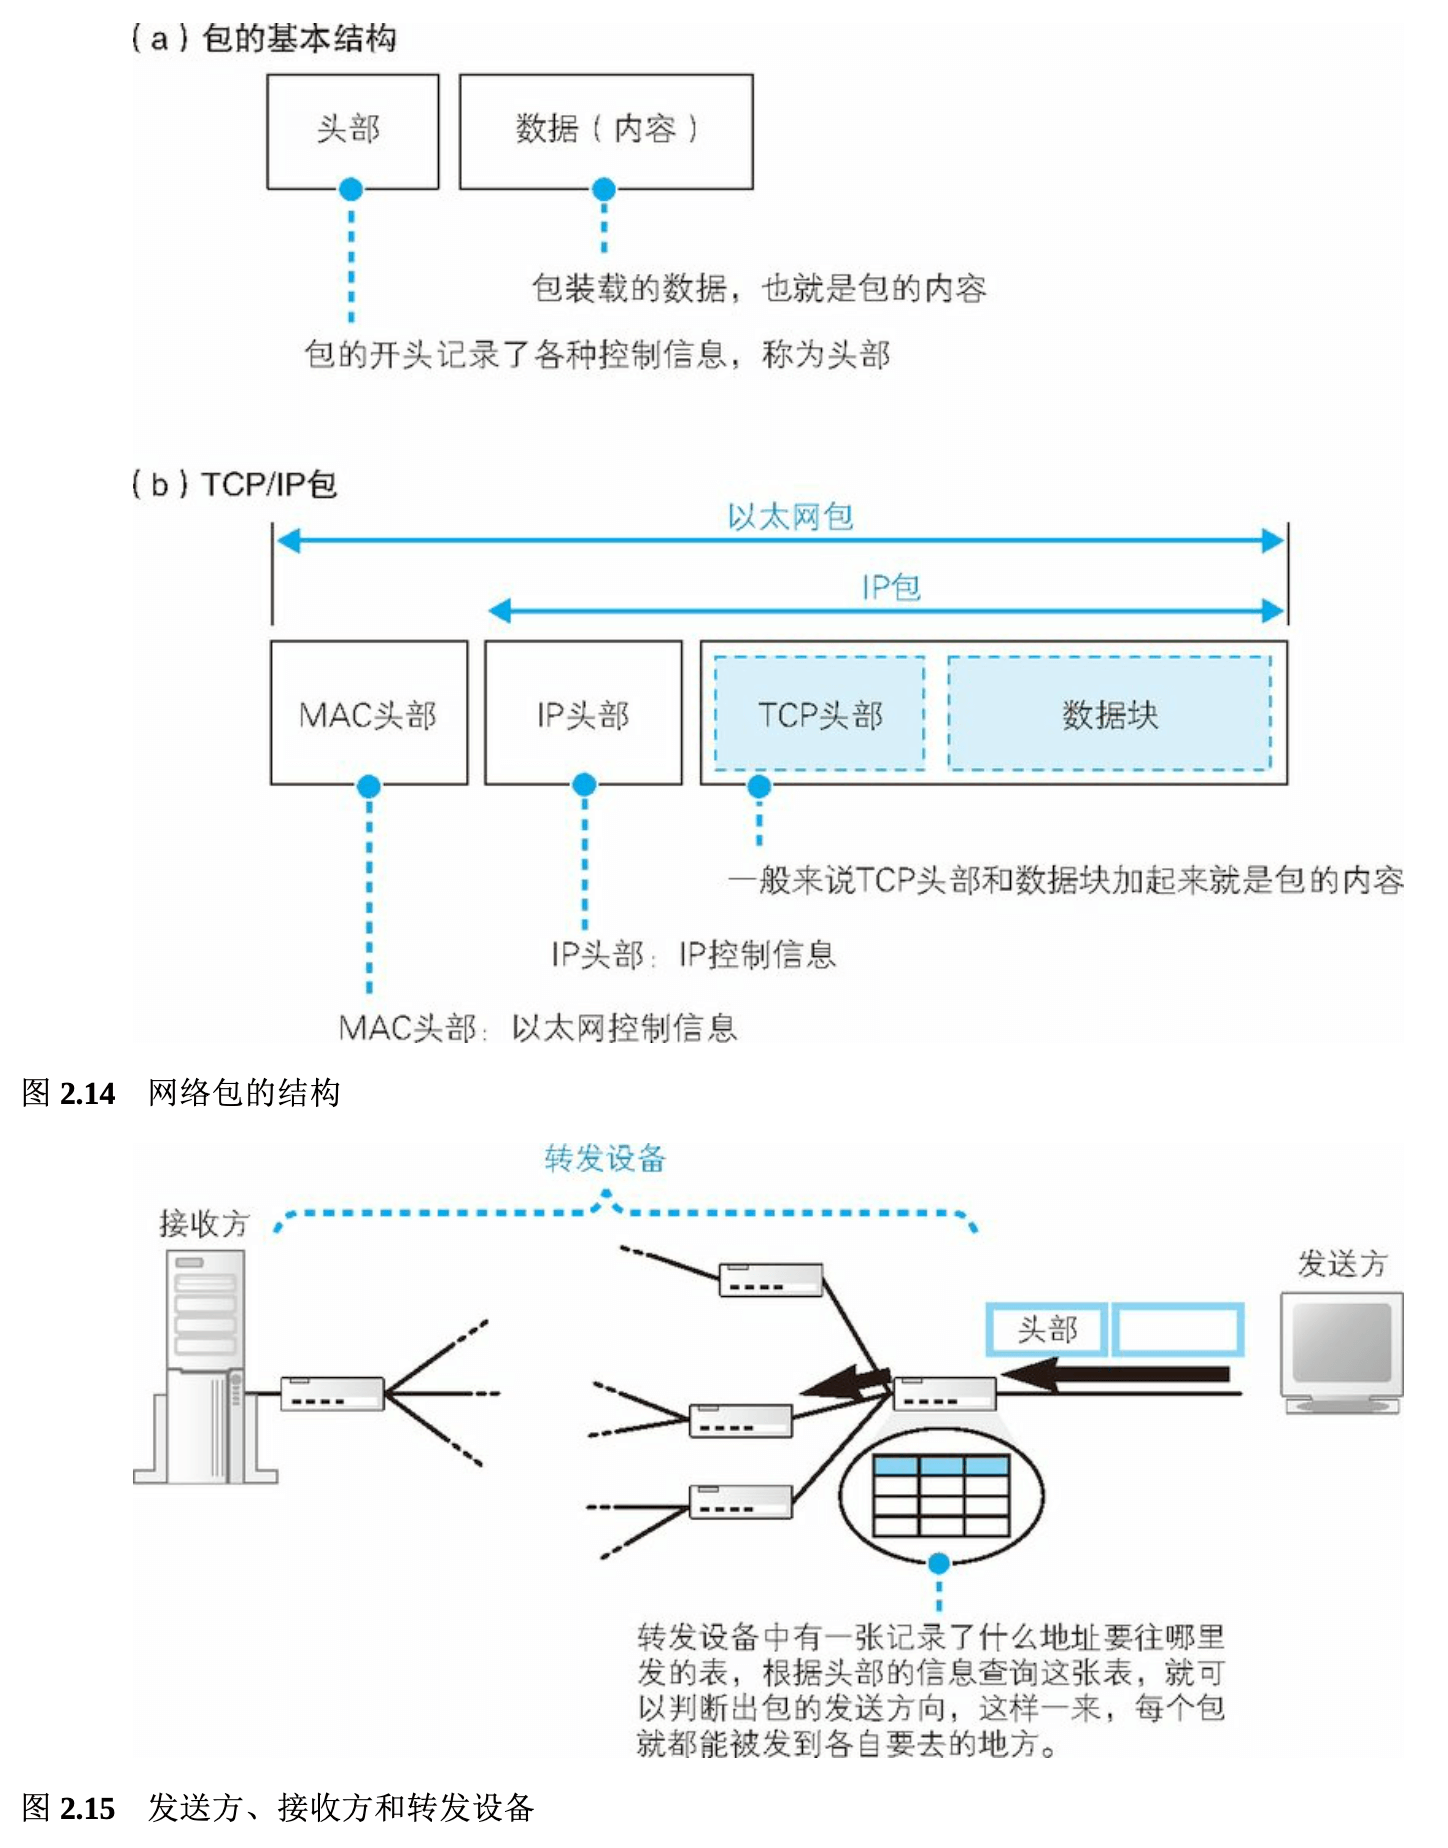 (a)包的基本结构
头部
数据(内容)
包装载的数据，也就是包的内容
包的开头记录了各种控制信息，称为头部
(b)TCP/IP包
以太网包
IP包
MAC头部
IP头部
TCP头部
数据块
一般来说TCP头部和数据块加起来就是包的内容
IP头部：IP控制信息
MAC头部：以太网控制信息
图 2.14 网络包的结构
转发设备
接收方
发送方
头部
转发设备中有一张记录了什么地址要往哪里
发的表，根据头部的信息查询这张表，就可
以判断出包的发送方向，这样一来，每个包
就都能被发到各自要去的地方。
图 2.15 发送方、接收方和转发设备